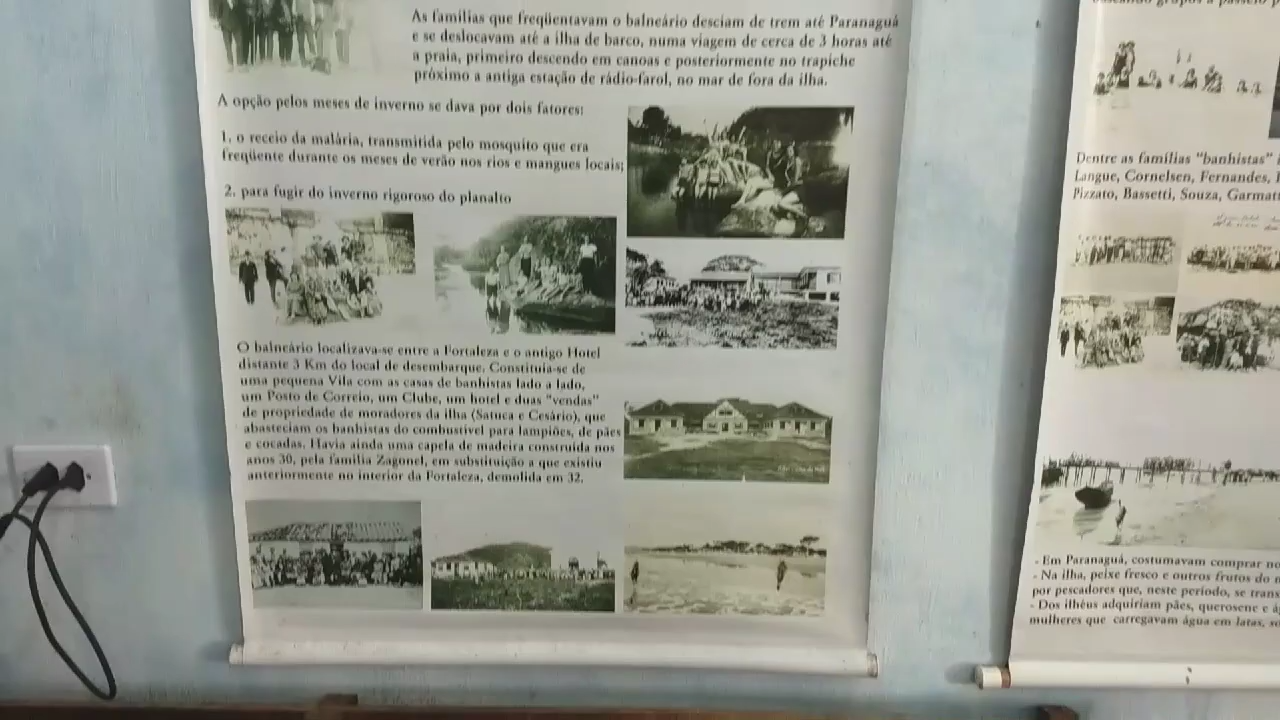 As famílias que freqüentavam o balneário desciam de trem até Paranaguá
e se deslocavam até a ilha de barco, numa viagem de cerca de 3 horas até
a praia, primeiro descendo em canoas e posteriormente no trapiche
próximo a antiga estação de rádio-farol, no mar de fora da ilha.
A opção pelos meses de inverno se dava por dois fatores:
1. o receio da malária, transmitida pelo mosquito que era
freqüente durante os meses de verão nos rios e mangues locais;
2. para fugir do inverno rigoroso do planalto
O balneário localizava-se entre a Fortaleza e o antigo Hotel
distante 3 Km do local de desembarque. Constituia-se de
uma pequena Vila com as casas de banhistas lado a lado,
um Posto de Correio, um Clube, um hotel e duas "vendas"
de propriedade de moradores da ilha (Satuca e Cesário), que
abasteciam os banhistas do combustível para lampiões, de pães
e cocadas. Havia ainda uma capela de madeira construída nos
anos 30, pela família Zagonel, em substituição a que existiu
anteriormente no interior da Fortaleza, demolida em 32.
Dentre as famílias "banhistas"
Langue, Cornelsen, Fernandes,
Pizzato, Bassetti, Souza,
- Em Paranaguá, costumavam comprar
- Na ilha, peixe fresco e outros frutos do
por pescadores que, neste período, se
- Dos ilhéus adquiriam pães, querosene e
mulheres que carregavam água em latas,